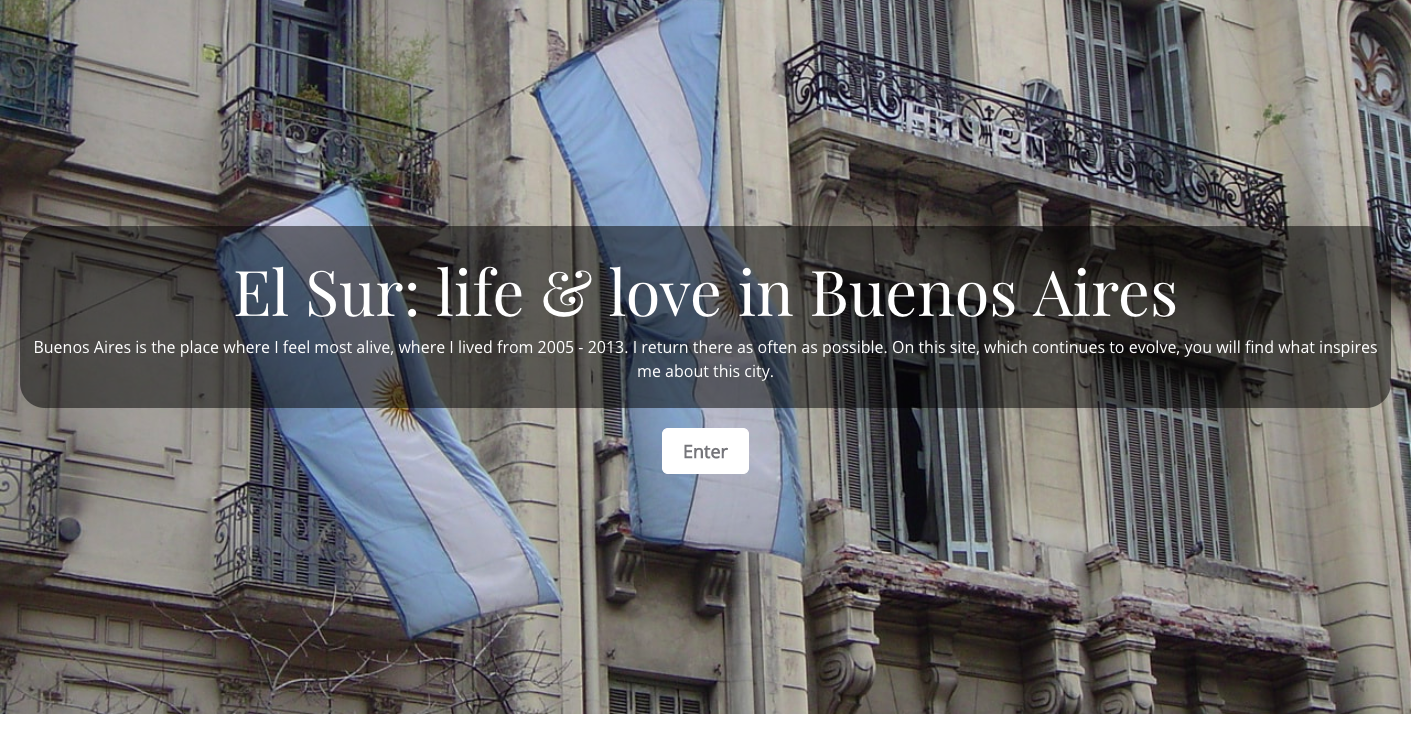 El Sur: life & love in Buenos Aires
Buenos Aires is the place where I feel most alive, where I lived from 2005 - 2013. I return there as often as possible. On this site, which continues to evolve, you will find what inspires
me about this city.
Enter